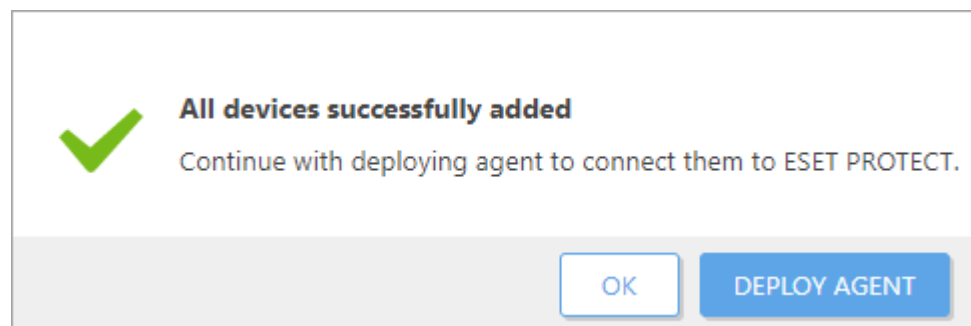 All devices successfully added
Continue with deploying agent to connect them to ESET PROTECT.
OK
DEPLOY AGENT